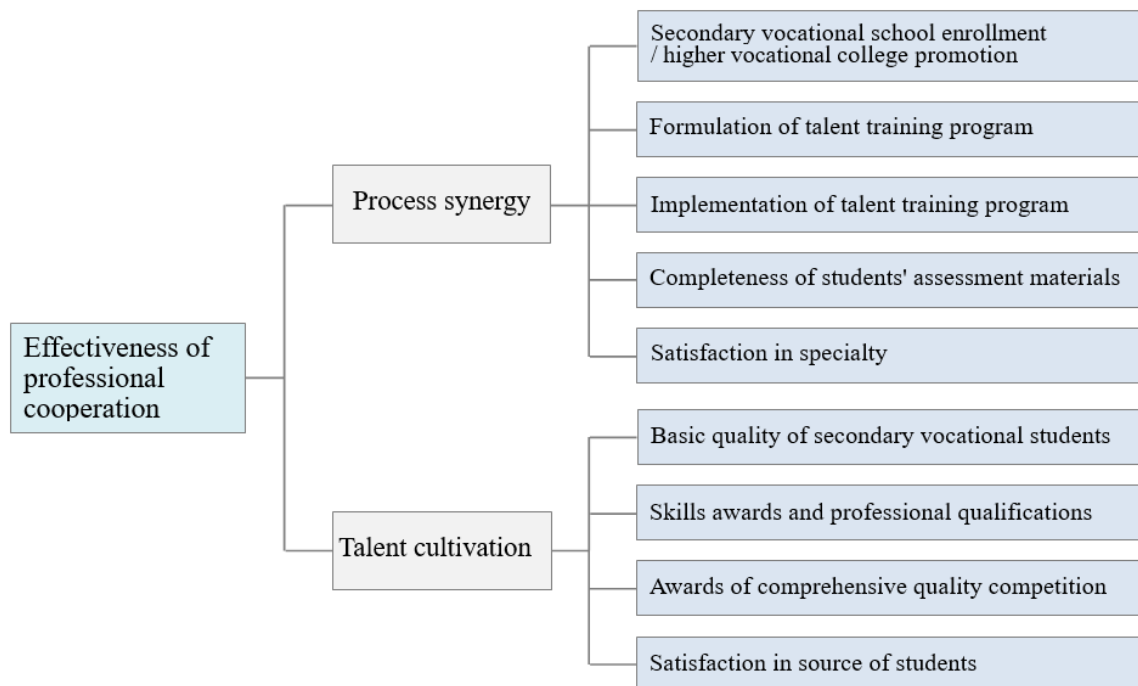 Effectiveness of
professional
cooperation
Process synergy
Secondary vocational school enrollment
/ higher vocational college promotion
Formulation of talent training program
Implementation of talent training program
Completeness of students' assessment materials
Satisfaction in specialty
Talent cultivation
Basic quality of secondary vocational students
Skills awards and professional qualifications
Awards of comprehensive quality competition
Satisfaction in source of students